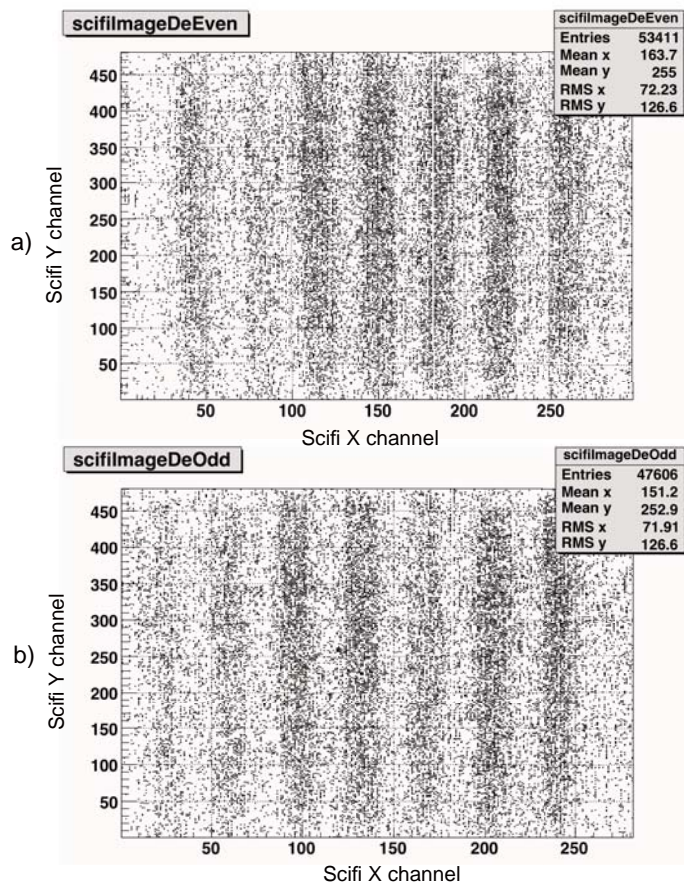 scifiImageDeEven
scifiImageDeEven
Entries 53411
Mean x 163.7
Mean y 255
RMS x 72.23
RMS y 126.6
450
400
350
300
250
200
150
100
50
a)
Scifi Y channel
50 100 150 200 250
Scifi X channel
scifiImageDeOdd
scifiImageDeOdd
Entries 47606
Mean x 151.2
Mean y 252.9
RMS x 71.91
RMS y 126.6
450
400
350
300
250
200
150
100
50
b)
Scifi Y channel
50 100 150 200 250
Scifi X channel